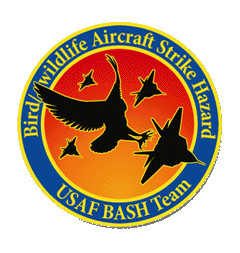 Bird/wildlife Aircraft Strike Hazard
USAF BASH Team